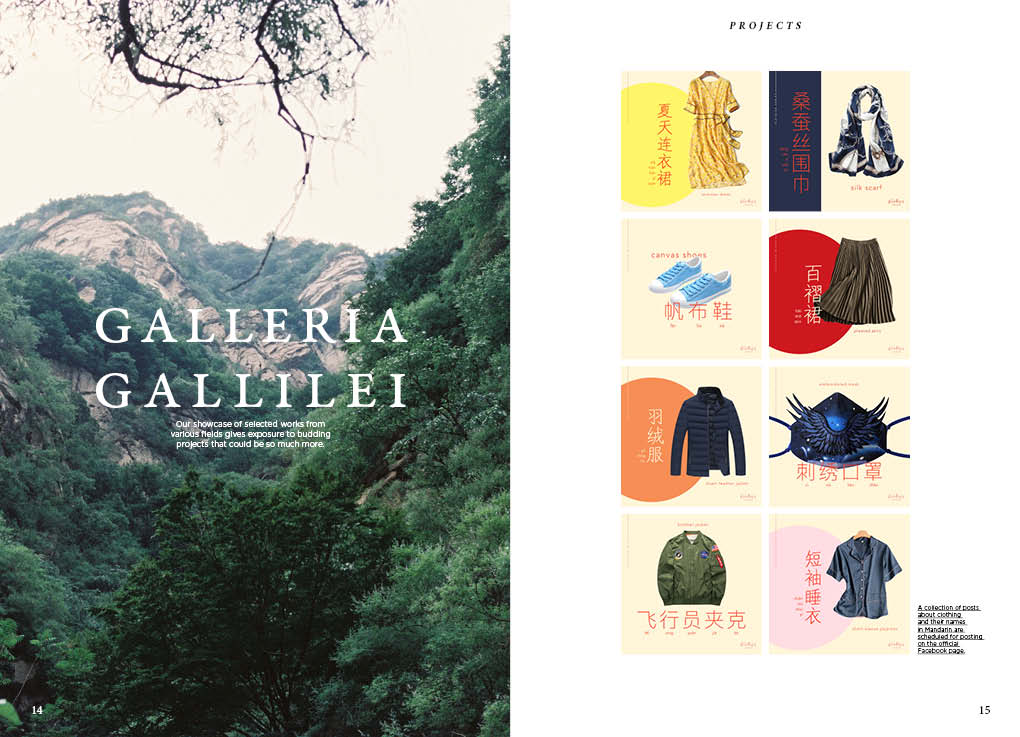 GALLERIA
GALLILEI
Our showcase of selected works from
various fields gives exposure to budding
projects that could be so much more.
14
PROJECTS
夏天连衣裙
summer dress
桑蚕丝围巾
silk scarf
canvas shoes
帆布鞋
百褶裙
pleated skirt
羽绒服
down feather jacket
embroidered mask
刺绣口罩
bomber jacket
飞行员夹克
短袖睡衣
short-sleeve pajamas
A collection of posts
about clothing
and their names
in Mandarin are
scheduled for posting
on the official
Facebook page.
15